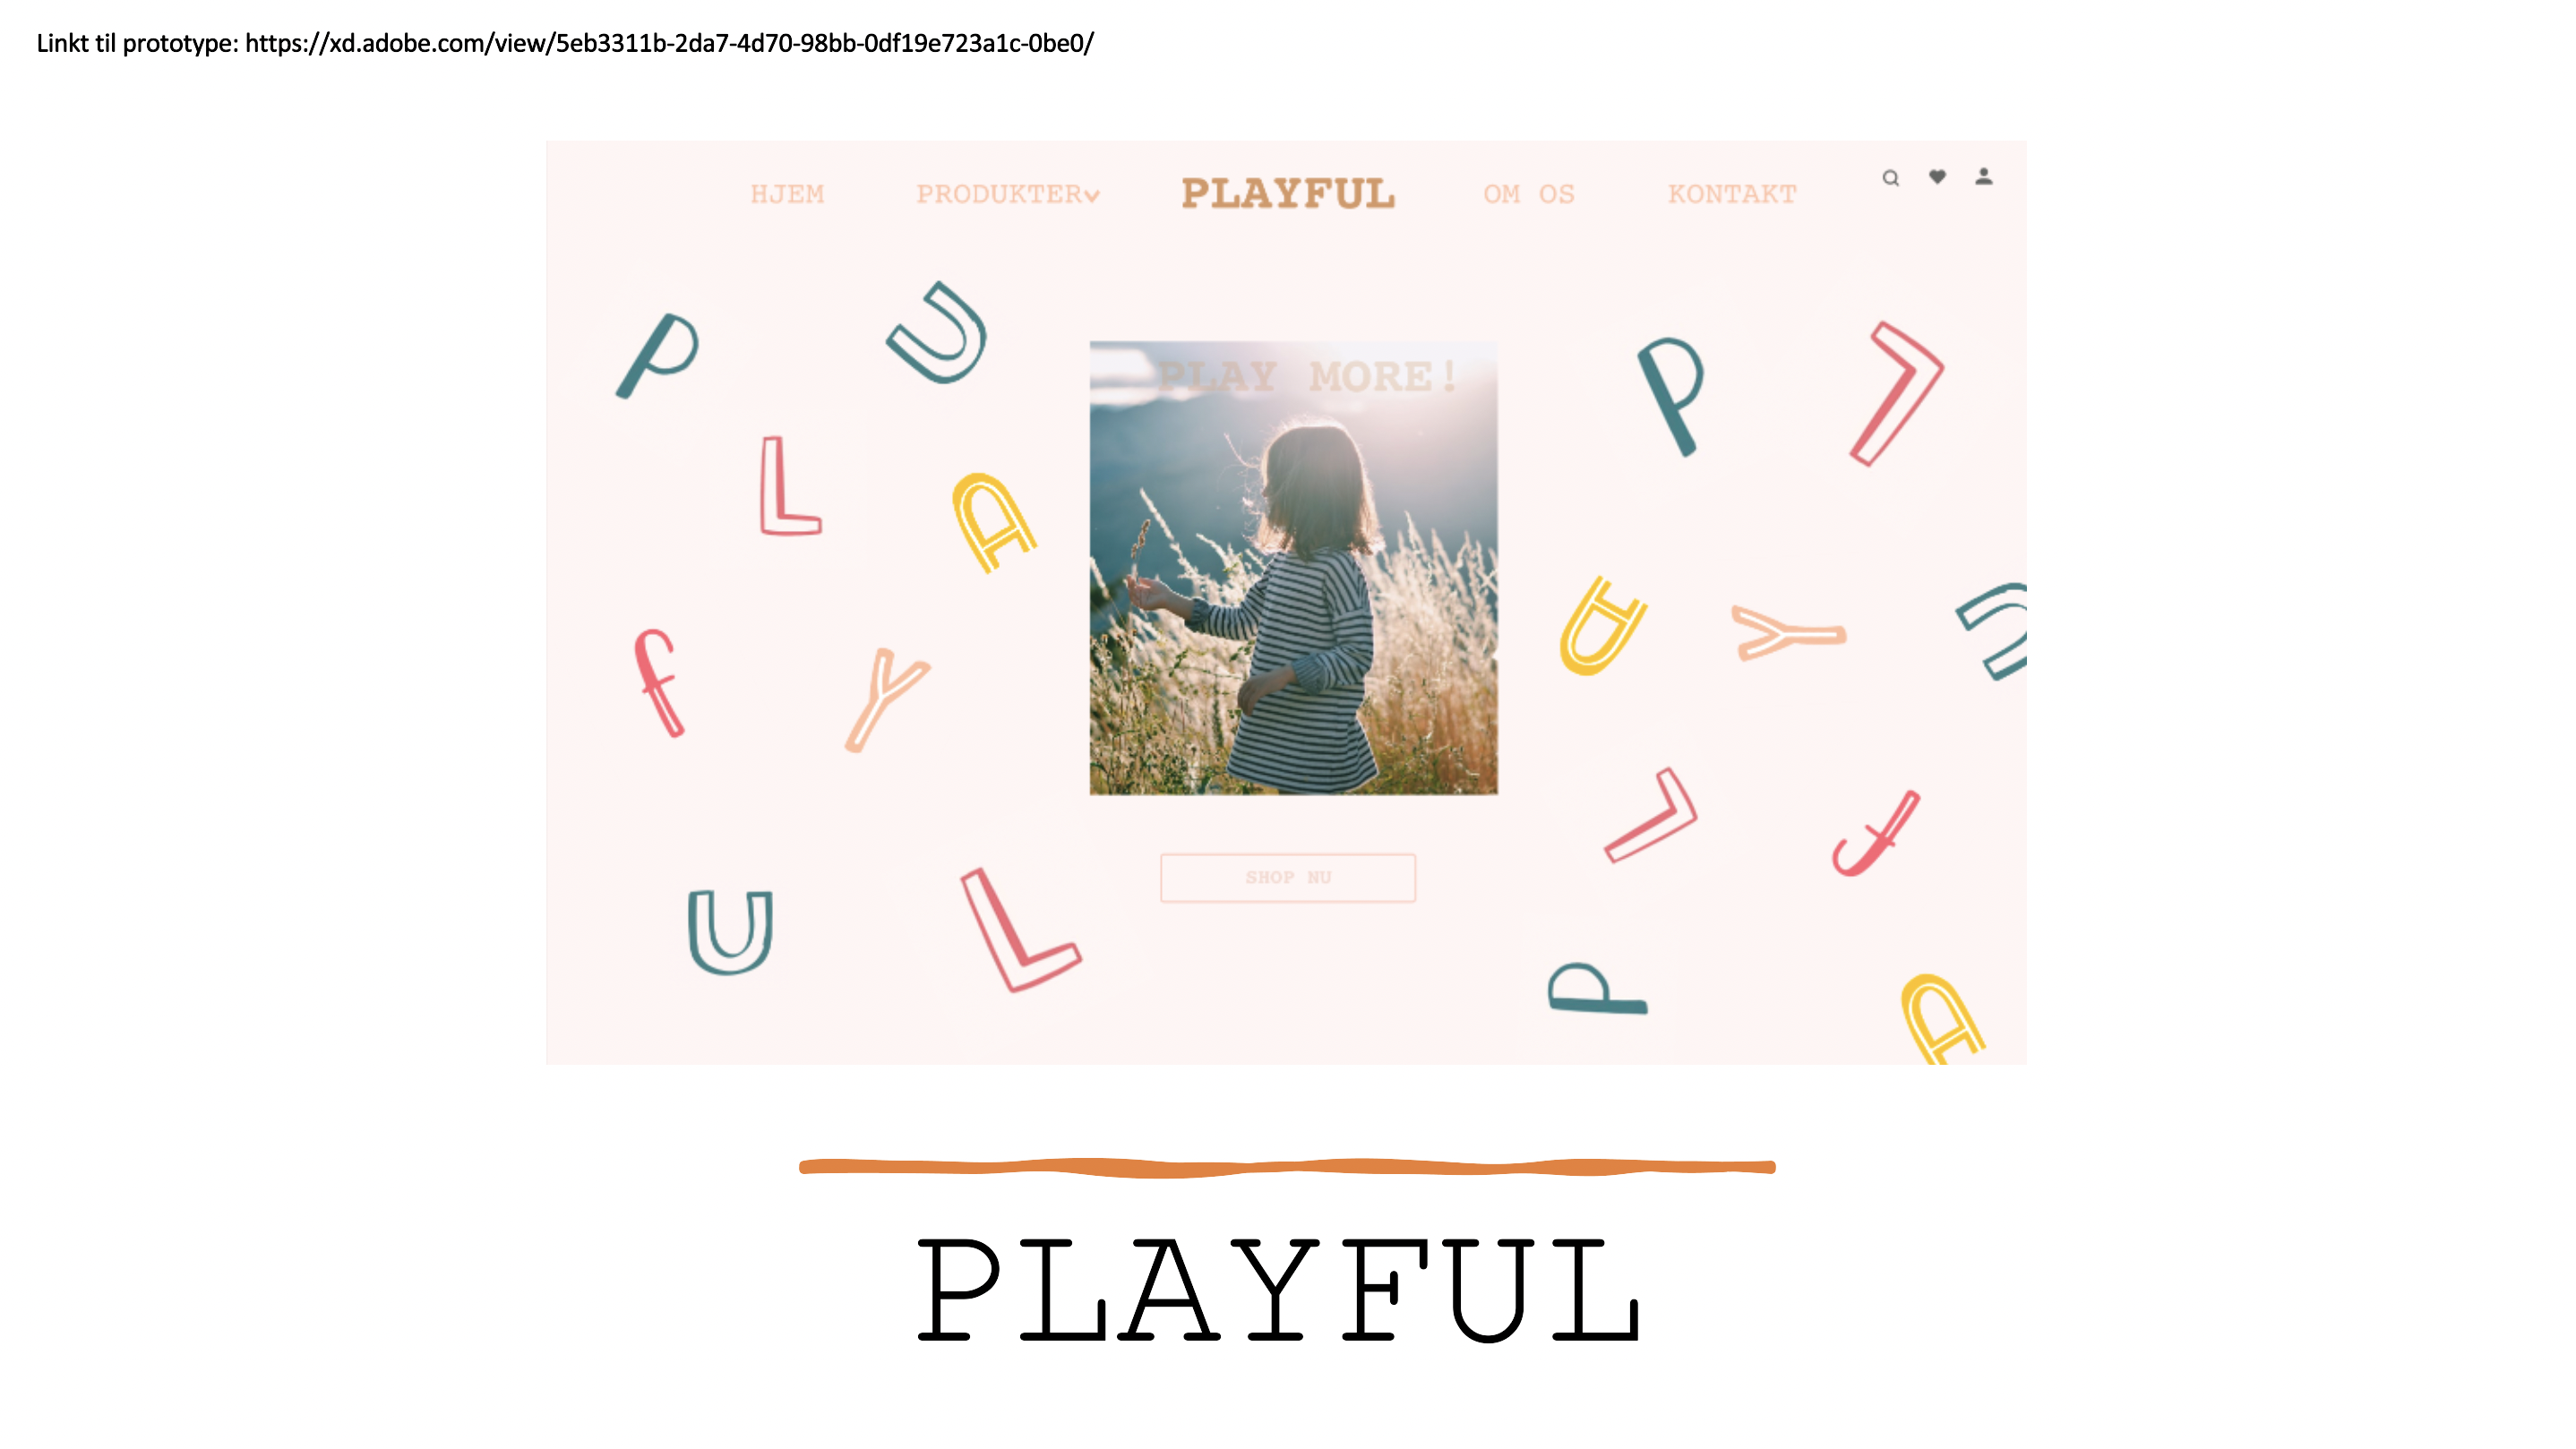 Linkt til prototype: https://xd.adobe.com/view/5eb3311b-2da7-4d70-98bb-0df19e723a1c-0be0/
HJEM PRODUKTER PLAYFUL OM OS KONTAKT
P U P L
L A
A Y U
f Y
L f
U L
P A
PLAY MORE!
SHOP NU
PLAYFUL